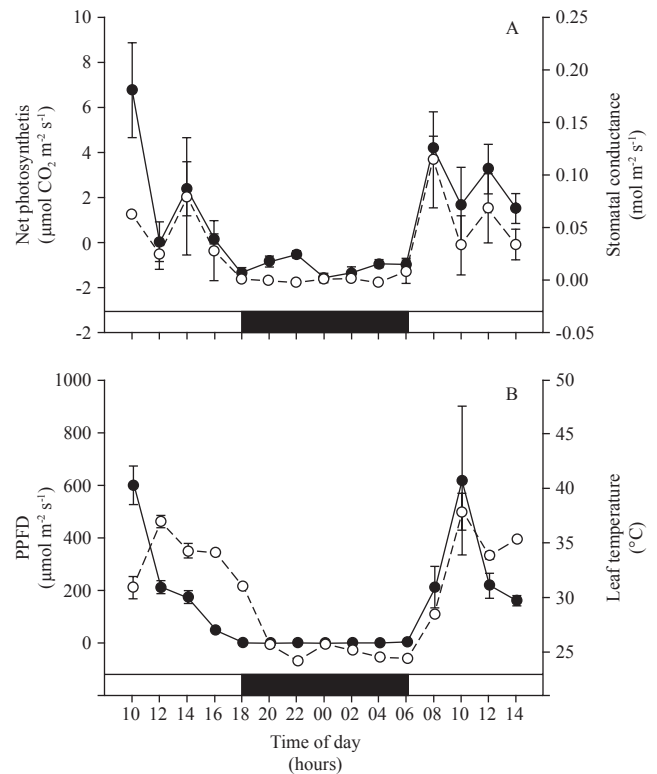 A
10
8
6
4
2
0
-2
-2
Net photosynthetis
(µmol CO₂ m⁻² s⁻¹)
0.25
0.20
0.15
0.10
0.05
0.00
-0.05
Stomatal conductance
(mol m⁻² s⁻¹)
B
1000
800
600
400
200
0
PPFD
(µmol m⁻² s⁻¹)
50
45
40
35
30
25
Leaf temperature
(°C)
10 12 14 16 18 20 22 00 02 04 06 08 10 12 14
Time of day
(hours)